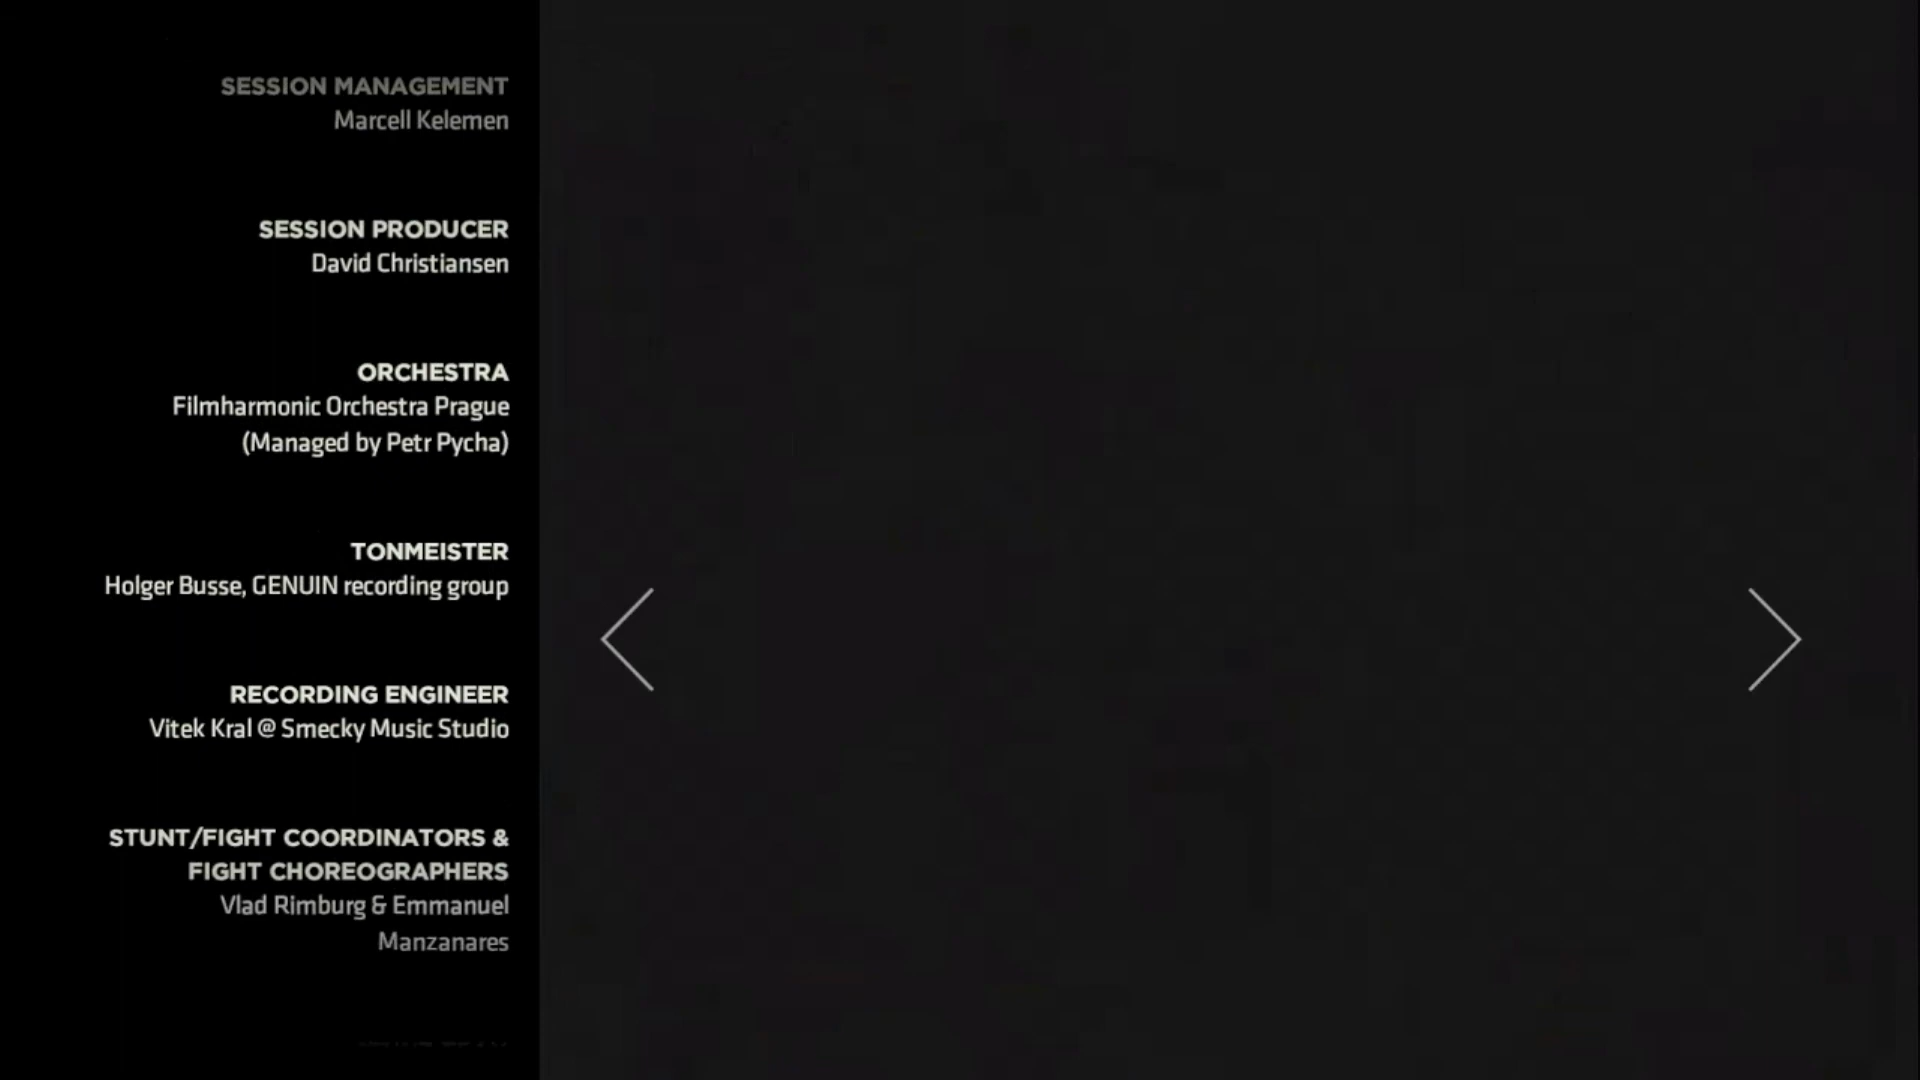 SESSION MANAGEMENT
Marcell Kelemen
SESSION PRODUCER
David Christiansen
ORCHESTRA
Filmharmonic Orchestra Prague
(Managed by Petr Pycha)
TONMEISTER
Holger Busse, GENUIN recording group
RECORDING ENGINEER
Vitek Kral @ Smecky Music Studio
STUNT/FIGHT COORDINATORS &
FIGHT CHOREOGRAPHERS
Vlad Rimburg & Emmanuel
Manzanares